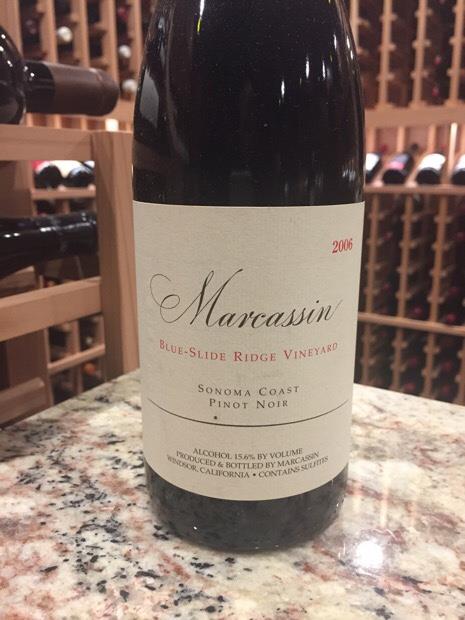 2006
Marcassin
BLUE-SLIDE RIDGE VINEYARD
SONOMA COAST
PINOT NOIR
ALCOHOL 15.6% BY VOLUME
PRODUCED & BOTTLED BY MARCASSIN
WINDSOR, CALIFORNIA • CONTAINS SULFITES